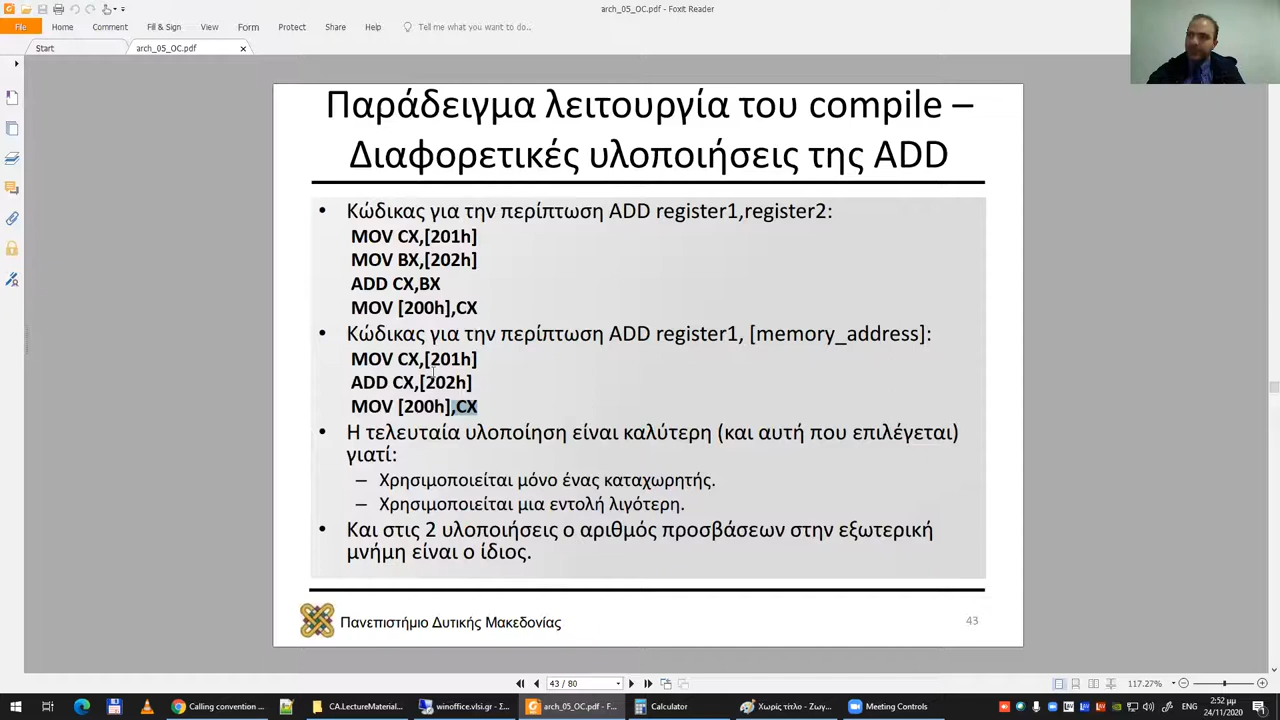 arch_05_OC.pdf - Foxit Reader
File Home Comment Fill & Sign View Form Protect Share Help Tell me what you want to do..
Start arch_05_OC.pdf
Παράδειγμα λειτουργία του compile –
Διαφορετικές υλοποιήσεις της ADD
• Κώδικας για την περίπτωση ADD register1,register2:
MOV CX,[201h]
MOV BX,[202h]
ADD CX,BX
MOV [200h],CX
• Κώδικας για την περίπτωση ADD register1, [memory_address]:
MOV CX,[201h]
ADD CX,[202h]
MOV [200h],CX
• Η τελευταία υλοποίηση είναι καλύτερη (και αυτή που επιλέγεται)
γιατί:
– Χρησιμοποιείται μόνο ένας καταχωρητής.
– Χρησιμοποιείται μια εντολή λιγότερη.
• Και στις 2 υλοποιήσεις ο αριθμός προσβάσεων στην εξωτερική
μνήμη είναι ο ίδιος.
Πανεπιστήμιο Δυτικής Μακεδονίας
43
43 / 80
117.27%
Calling convention ... CA.LectureMaterial... winoffice.vlsi.gr - Σ... arch_05_OC.pdf - F... Calculator Χωρίς τίτλο - Ζωγ... Meeting Controls
2:52 μμ
24/11/2020